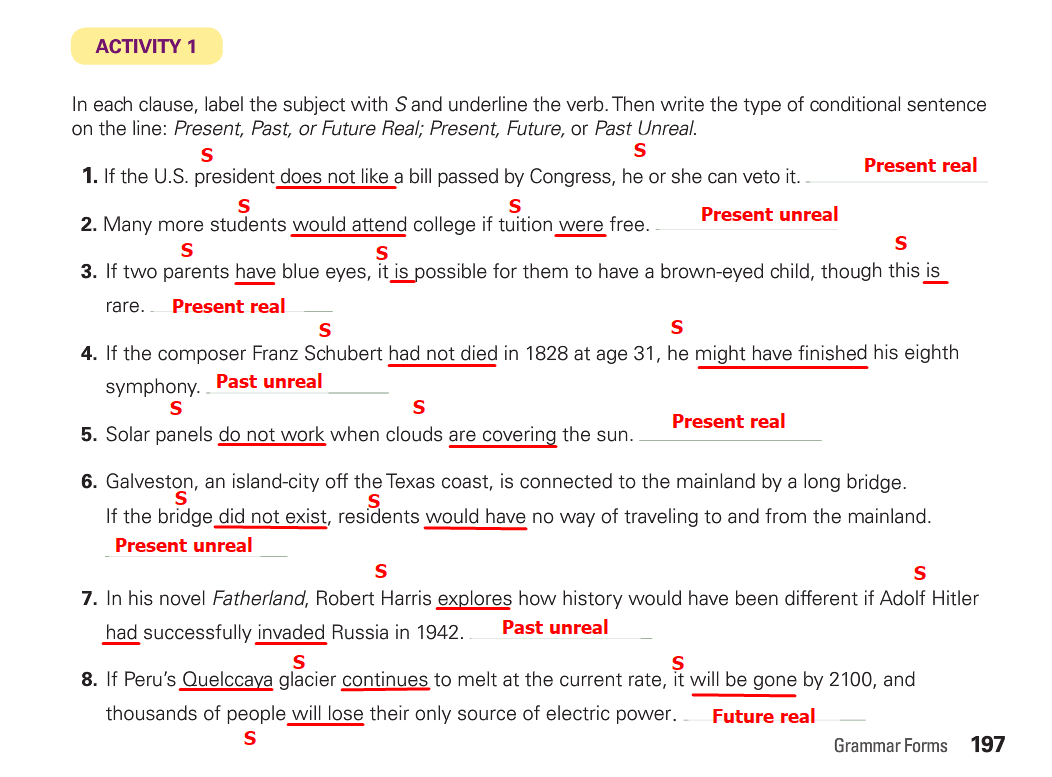 ACTIVITY 1
In each clause, label the subject with S and underline the verb. Then write the type of conditional sentence
on the line: Present, Past, or Future Real; Present, Future, or Past Unreal.
S S
1. If the U.S. president does not like a bill passed by Congress, he or she can veto it. Present real
S S
2. Many more students would attend college if tuition were free. Present unreal
S S S
3. If two parents have blue eyes, it is possible for them to have a brown-eyed child, though this is
rare. Present real
S S
4. If the composer Franz Schubert had not died in 1828 at age 31, he might have finished his eighth
symphony. Past unreal
S S
5. Solar panels do not work when clouds are covering the sun. Present real
6. Galveston, an island-city off the Texas coast, is connected to the mainland by a long bridge.
S S
If the bridge did not exist, residents would have no way of traveling to and from the mainland.
Present unreal
S S
7. In his novel Fatherland, Robert Harris explores how history would have been different if Adolf Hitler
had successfully invaded Russia in 1942. Past unreal
S S
8. If Peru's Quelccaya glacier continues to melt at the current rate, it will be gone by 2100, and
thousands of people will lose their only source of electric power. Future real
S
Grammar Forms 197